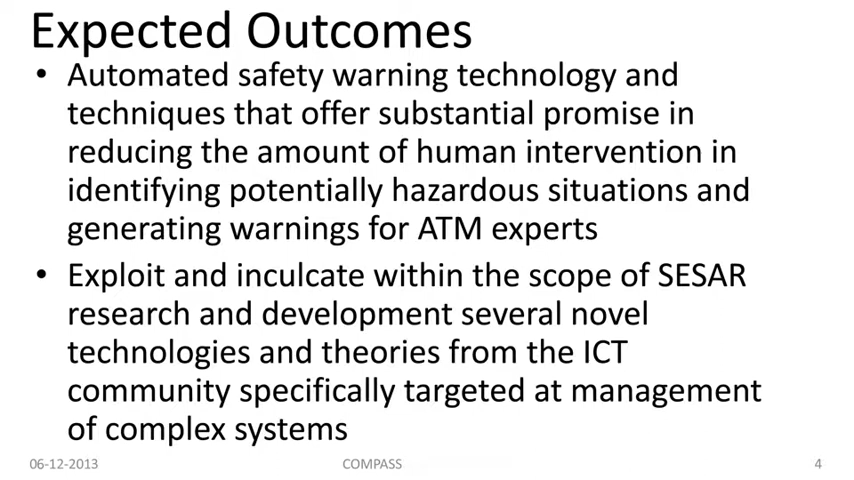 Expected Outcomes
• Automated safety warning technology and
techniques that offer substantial promise in
reducing the amount of human intervention in
identifying potentially hazardous situations and
generating warnings for ATM experts
• Exploit and inculcate within the scope of SESAR
research and development several novel
technologies and theories from the ICT
community specifically targeted at management
of complex systems
06-12-2013 COMPASS 4